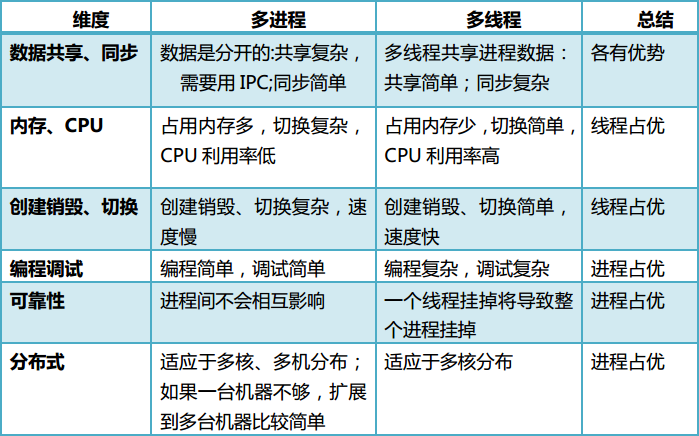 维度 多进程 多线程 总结
数据共享、同步 数据是分开的:共享复杂， 多线程共享进程数据： 各有优势
需要用 IPC;同步简单 共享简单；同步复杂
内存、CPU 占用内存多，切换复杂， 占用内存少，切换简单， 线程占优
CPU 利用率低 CPU 利用率高
创建销毁、切换 创建销毁、切换复杂，速 创建销毁、切换简单， 线程占优
度慢 速度快
编程调试 编程简单，调试简单 编程复杂，调试复杂 进程占优
可靠性 进程间不会相互影响 一个线程挂掉将导致整 进程占优
个进程挂掉
分布式 适应于多核、多机分布； 适应于多核分布 进程占优
如果一台机器不够，扩展
到多台机器比较简单